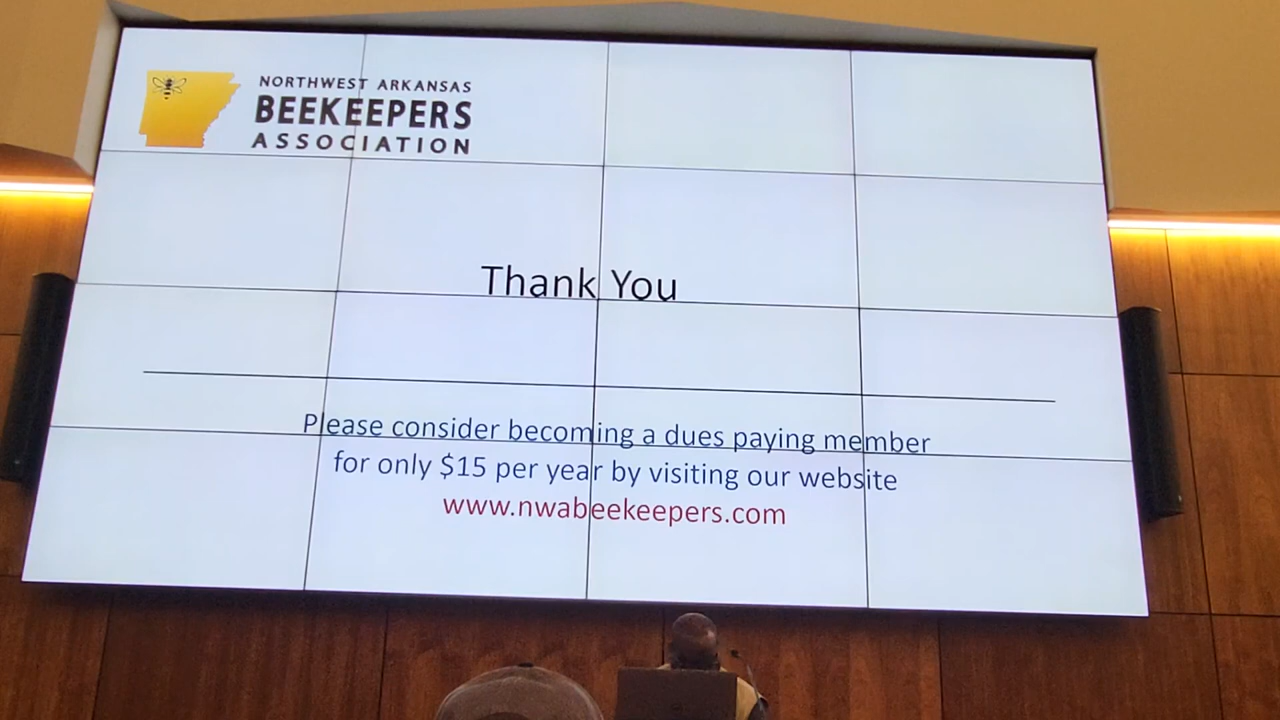 NORTHWEST ARKANSAS
BEEKEEPERS
ASSOCIATION
Thank You
Please consider becoming a dues paying member
for only $15 per year by visiting our website
www.nwabeekeepers.com